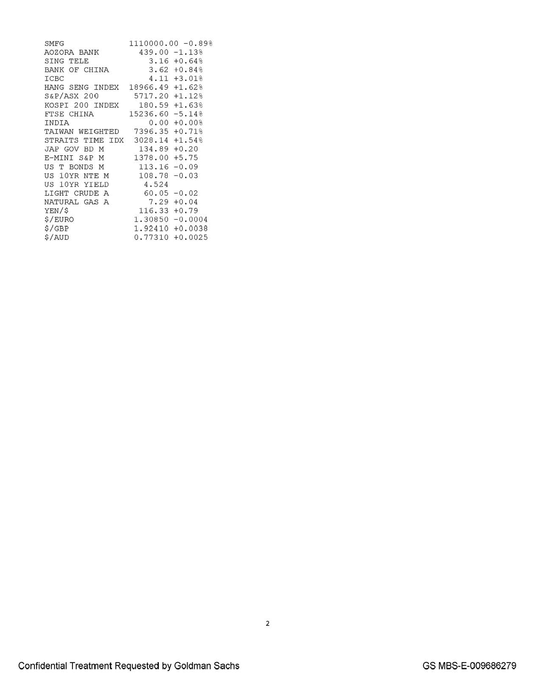 SMFG 1110000.00 -0.89%
AOZORA BANK 439.00 -1.13%
SING TELE 3.16 +0.64%
BANK OF CHINA 3.62 +0.84%
ICBC 4.11 +3.01%
HANG SENG INDEX 18966.49 +1.62%
S&P/ASX 200 5717.20 +1.12%
KOSPI 200 INDEX 180.59 +1.63%
FTSE CHINA 15236.60 -5.14%
INDIA 0.00 +0.00%
TAIWAN WEIGHTED 7396.35 +0.71%
STRAITS TIME IDX 3028.14 +1.54%
JAP GOV BD M 134.89 +0.20
E-MINI S&P M 1378.00 +5.75
US T BONDS M 113.16 -0.09
US 10YR NTE M 108.78 -0.03
US 10YR YIELD 4.524
LIGHT CRUDE A 60.05 -0.02
NATURAL GAS A 7.29 +0.04
YEN/$ 116.33 +0.79
$/EURO 1.30850 -0.0004
$/GBP 1.92410 +0.0038
$/AUD 0.77310 +0.0025
2
Confidential Treatment Requested by Goldman Sachs GS MBS-E-009686279